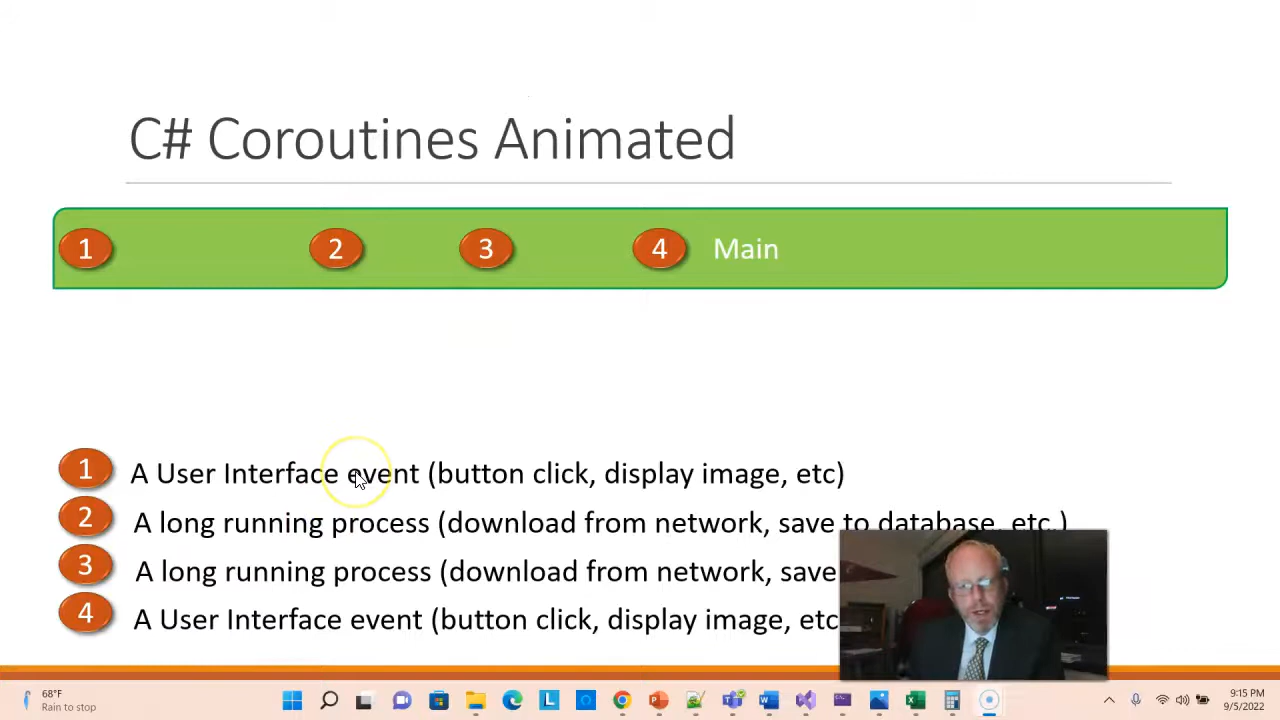 C# Coroutines Animated
1 2 3 4 Main
1 A User Interface event (button click, display image, etc)
2 A long running process (download from network, save to database, etc.)
3 A long running process (download from network, save
4 A User Interface event (button click, display image, etc
68°F
Rain to stop
9:15 PM
9/5/2022